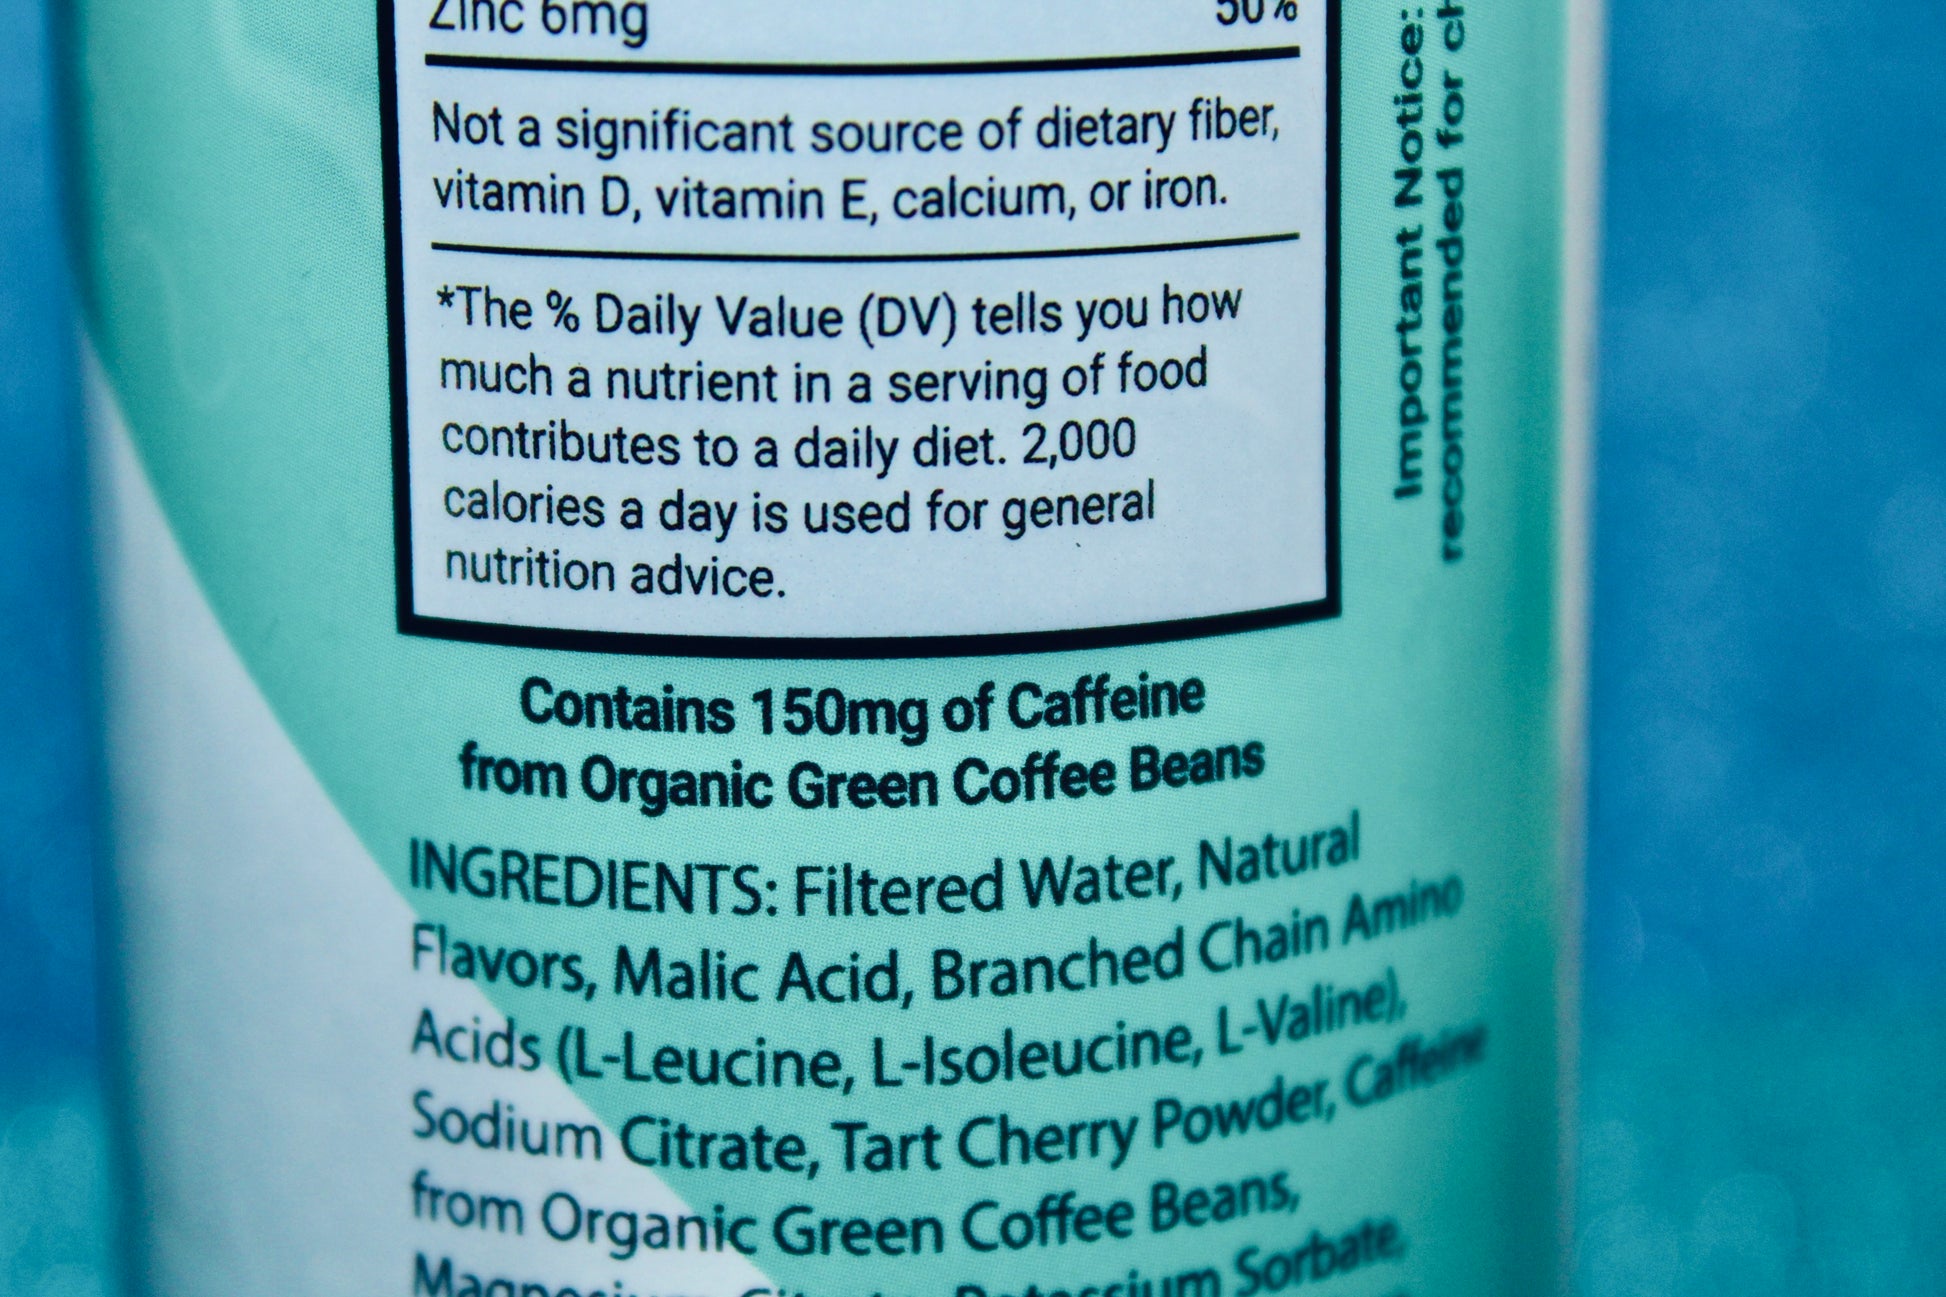 Zinc 6mg 50%
Not a significant source of dietary fiber,
vitamin D, vitamin E, calcium, or iron.
*The % Daily Value (DV) tells you how
much a nutrient in a serving of food
contributes to a daily diet. 2,000
calories a day is used for general
nutrition advice.
Contains 150mg of Caffeine
from Organic Green Coffee Beans
INGREDIENTS: Filtered Water, Natural
Flavors, Malic Acid, Branched Chain Amino
Acids (L-Leucine, L-Isoleucine, L-Valine),
Sodium Citrate, Tart Cherry Powder, Caffeine
from Organic Green Coffee Beans,
Potassium Sorbate,
Important Notice:
recommended for